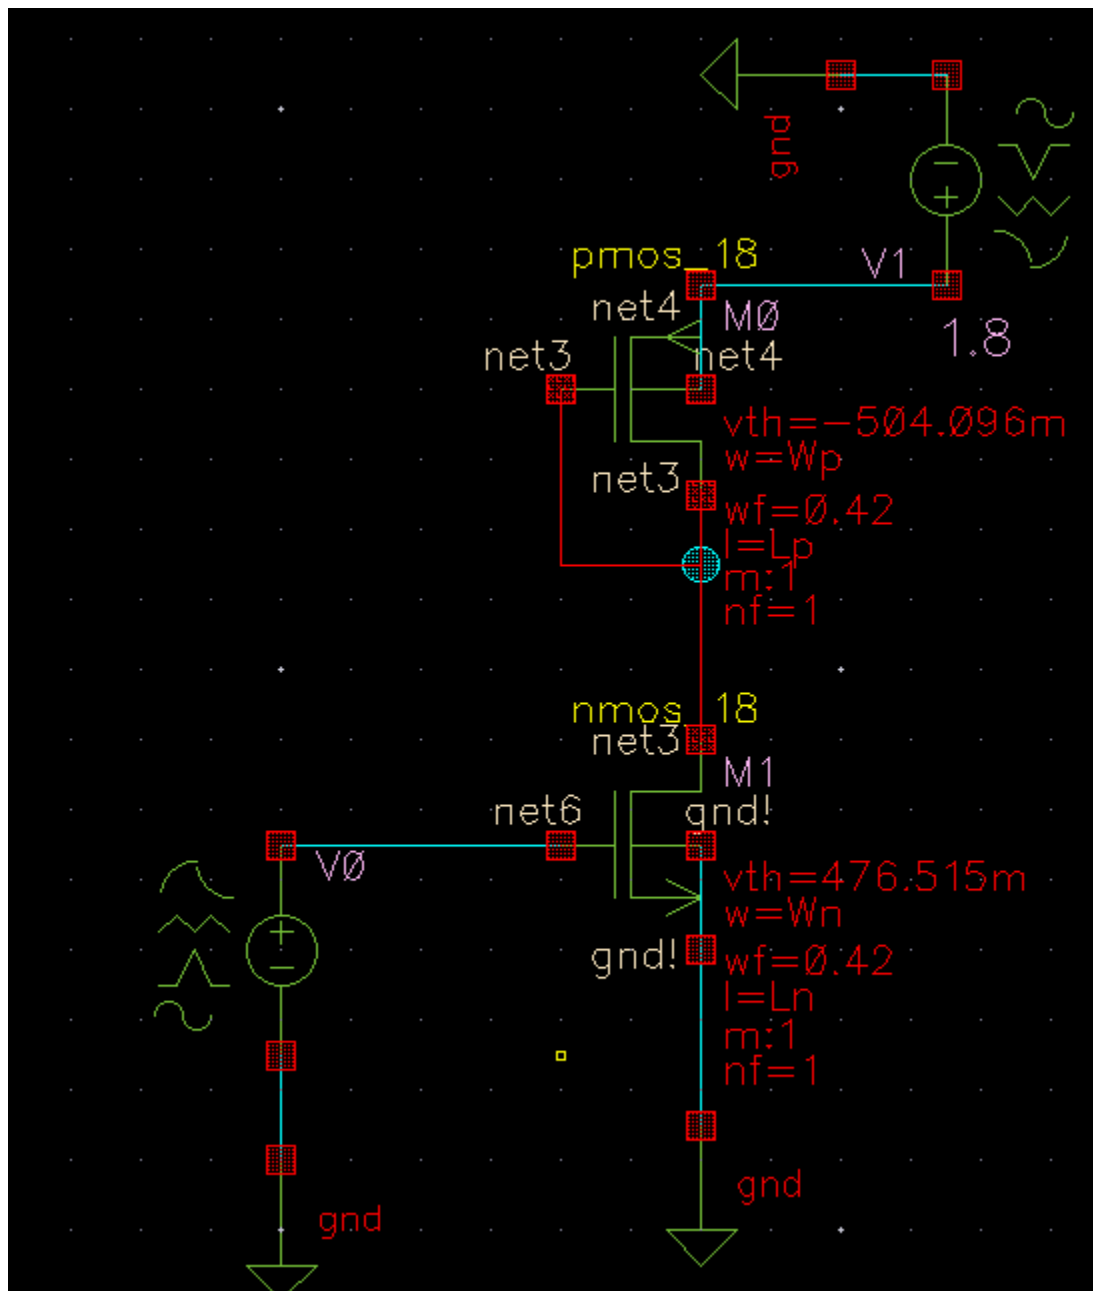 gnd
pmos_18
V1
net4
M0
1.8
net3
net4
vth=-504.096m
w=Wp
net3
wf=0.42
l=Lp
m:1
nf=1
nmos_18
net3
M1
net6
gnd!
V0
vth=476.515m
w=Wn
gnd!
wf=0.42
l=Ln
m:1
nf=1
gnd
gnd